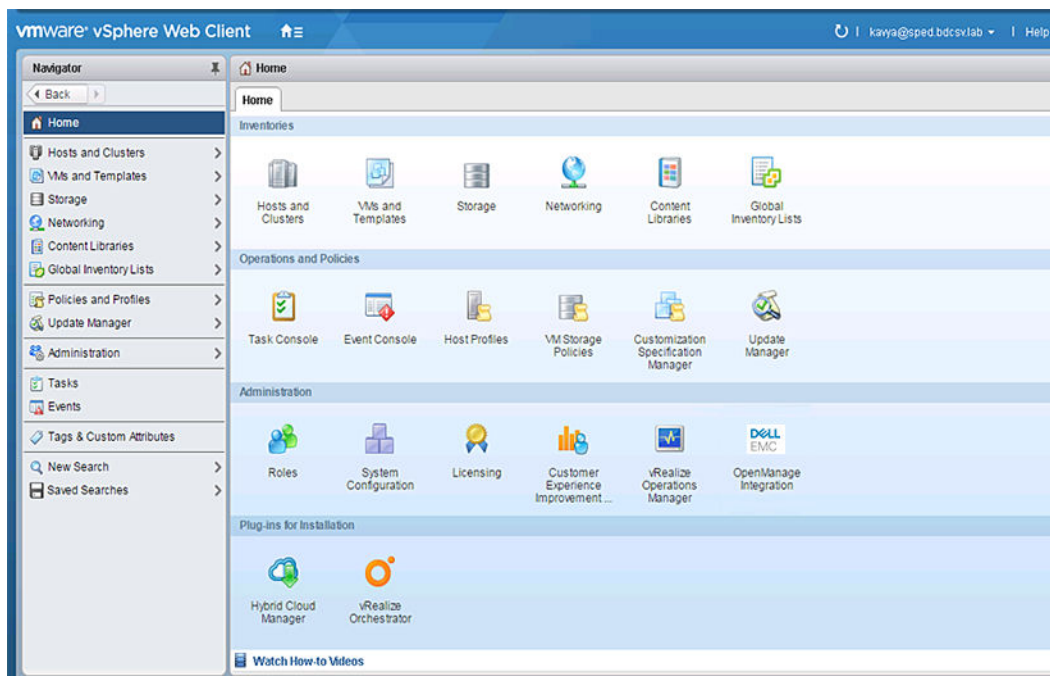 vmware® vSphere Web Client
kavya@sped.bdcsv.lab
Help
Navigator
Back
Home
Hosts and Clusters
VMs and Templates
Storage
Networking
Content Libraries
Global Inventory Lists
Policies and Profiles
Update Manager
Administration
Tasks
Events
Tags & Custom Attributes
New Search
Saved Searches
Home
Home
Inventories
Hosts and
Clusters
VMs and
Templates
Storage
Networking
Content
Libraries
Global
Inventory Lists
Operations and Policies
Task Console
Event Console
Host Profiles
VM Storage
Policies
Customization
Specification
Manager
Update
Manager
Administration
Roles
System
Configuration
Licensing
Customer
Experience
Improvement ...
vRealize
Operations
Manager
DELL
EMC
OpenManage
Integration
Plug-ins for Installation
Hybrid Cloud
Manager
vRealize
Orchestrator
Watch How-to Videos